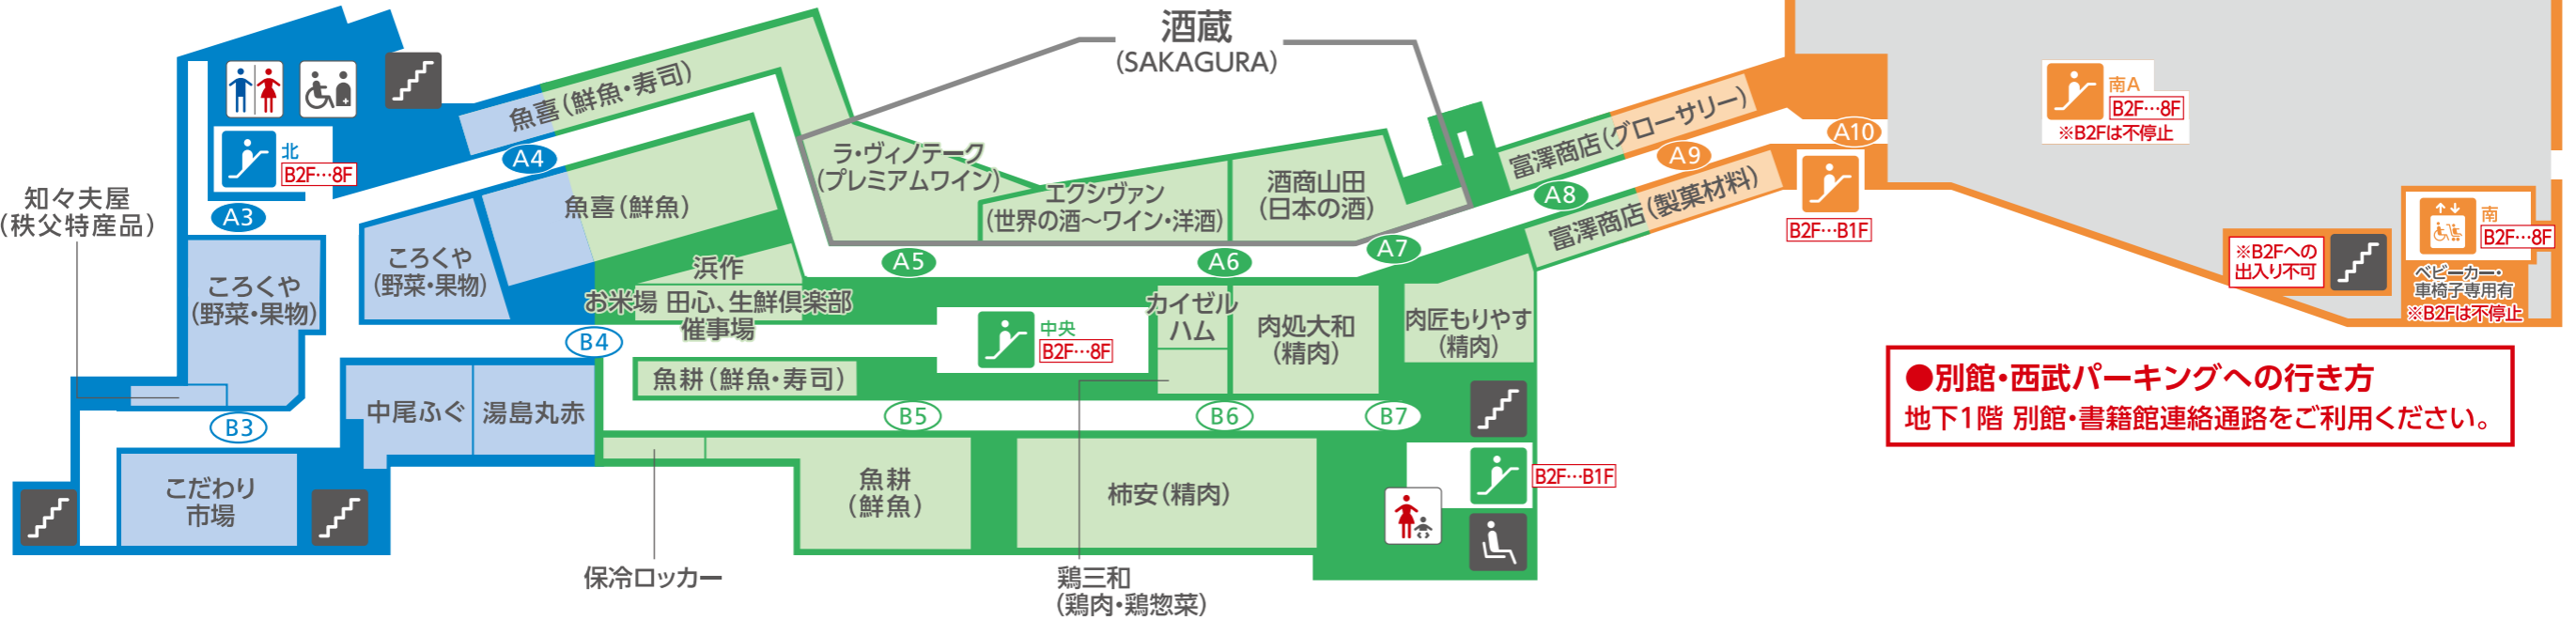 酒蔵
(SAKAGURA)
魚喜(鮮魚・寿司)
北
B2F…8F
A4
A3
知々夫屋
(秩父特産品)
ころくや
(野菜・果物)
ころくや
(野菜・果物)
魚喜(鮮魚)
ラ・ヴィノテーク
(プレミアムワイン)
エクシヴァン
(世界の酒～ワイン・洋酒)
酒商山田
(日本の酒)
富澤商店(グローサリー)
富澤商店(製菓材料)
A5
A6
A7
A8
A9
A10
南A
B2F…8F
※B2Fは不停止
B2F…B1F
※B2Fへの
出入り不可
南
B2F…8F
ベビーカー・
車椅子専用有
※B2Fは不停止
浜作
お米場 田心、生鮮倶楽部
催事場
B4
中央
B2F…8F
カイゼル
ハム
肉処大和
(精肉)
肉匠もりやす
(精肉)
魚耕(鮮魚・寿司)
中尾ふぐ
湯島丸赤
B3
B5
B6
B7
こだわり
市場
魚耕
(鮮魚)
柿安(精肉)
B2F…B1F
保冷ロッカー
鶏三和
(鶏肉・鶏惣菜)
●別館・西武パーキングへの行き方
地下1階 別館・書籍館連絡通路をご利用ください。